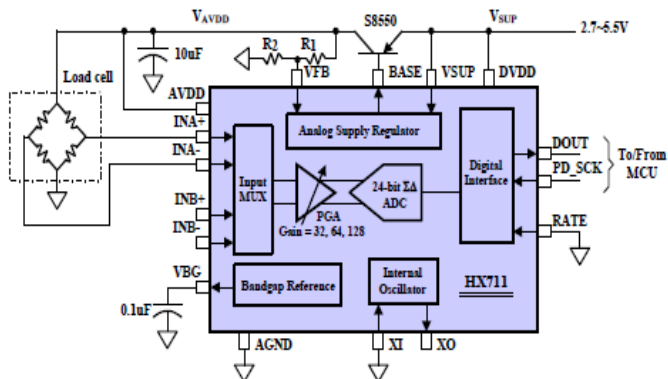 V_AVDD
S8550
V_SUP
2.7~5.5V
10uF
R2
R1
Load cell
VFB
BASE
VSUP
DVDD
AVDD
INA+
INA-
INB+
INB-
VBG
0.1uF
Analog Supply Regulator
Input
MUX
PGA
Gain = 32, 64, 128
24-bit ΣΔ
ADC
Digital
Interface
DOUT
PD_SCK
To/From
MCU
RATE
Bandgap Reference
Internal
Oscillator
HX711
AGND
XI
XO